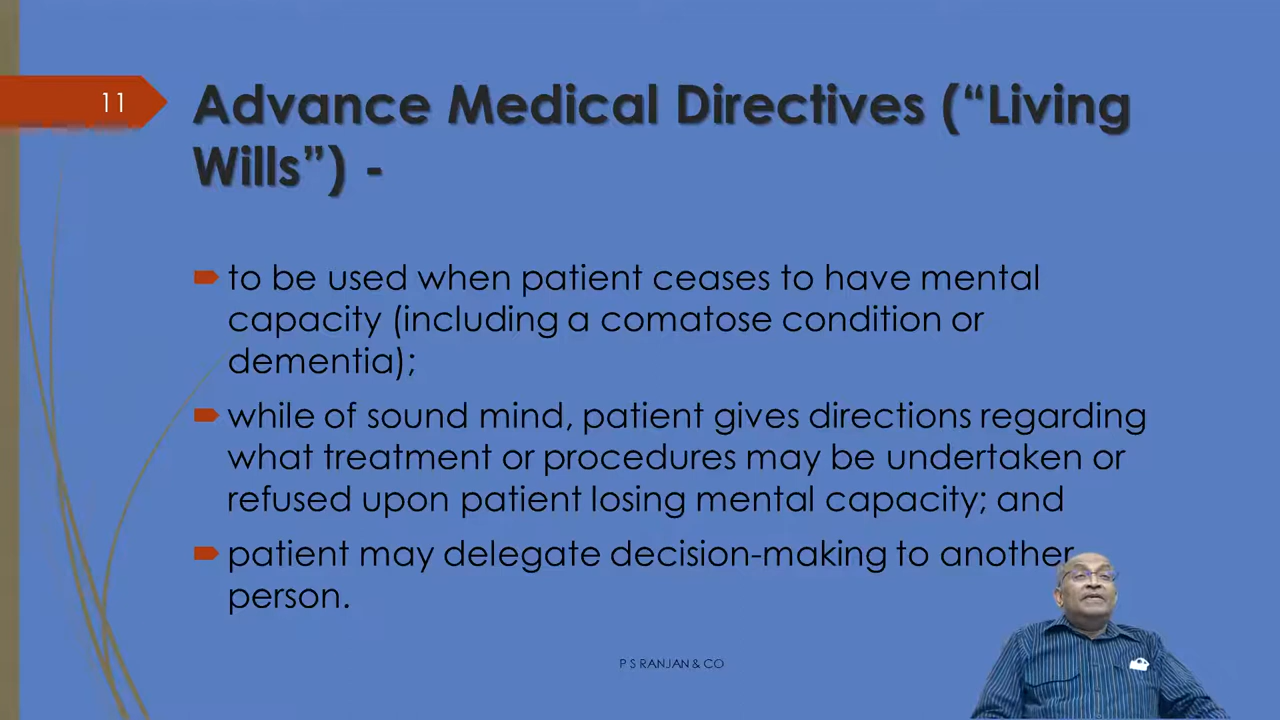 11
Advance Medical Directives (“Living
Wills”) -
to be used when patient ceases to have mental
capacity (including a comatose condition or
dementia);
while of sound mind, patient gives directions regarding
what treatment or procedures may be undertaken or
refused upon patient losing mental capacity; and
patient may delegate decision-making to another
person.
P S RANJAN & CO